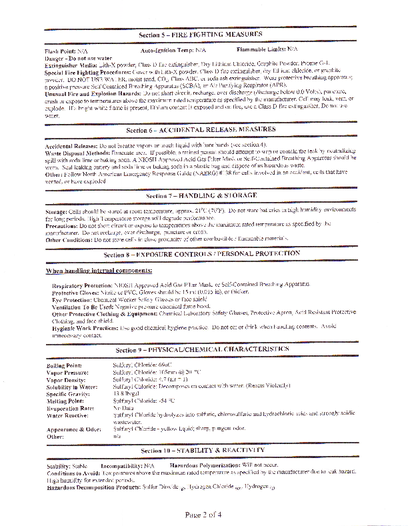 Section 5 – FIRE FIGHTING MEASURES
Flash Point: N/A Auto-Ignition Temp: N/A Flammable Limits: N/A
Danger - Do not use water
Extinguisher Media: Lith-X powder, Class D fire extinguisher, Dry Lithium Chloride, Graphite Powder,
Special Fire Fighting Procedures: Cover with Lith-X powder, Class D fire extinguisher, dry lithium chloride, or graphite
powder. DO NOT USE WATER, moist sand, CO₂, Class ABC, or soda ash extinguisher. Wear protective breathing apparatus
a positive pressure Self Contained Breathing Apparatus (SCBA), or Air Purifying Respirator (APR).
Unusual Fire and Explosion Hazards: Do not short circuit, recharge, over discharge (discharge below 0.0 Volts), puncture,
crush or expose to temperatures above the maximum rated temperature as specified by the manufacturer. Cell may leak, vent, or
explode. If a bright white flame is present, lithium content is exposed and on fire, use a Class D fire extinguisher. Do not use
water.
Section 6 – ACCIDENTAL RELEASE MEASURES
Accidental Release: Do not breathe vapors or touch liquid with bare hands (see section 4).
Waste Disposal Methods: Evacuate area. If possible, a trained person should attempt to stop or contain the leak by neutralizing
spill with soda lime or baking soda. A NIOSH Approved Acid Gas Filter Mask or Self-Contained Breathing Apparatus should be
worn. Seal leaking battery and soda lime or baking soda in a plastic bag and dispose of as hazardous waste.
Other: Follow North American Emergency Response Guide (NAERG) # 138 for cells involved in an accident, cells that have
vented, or have exploded.
Section 7 – HANDLING & STORAGE
Storage: Cells should be stored at room temperature, approx. 21°C (70°F). Do not store batteries in high humidity environments
for long periods. High Temperature storage will degrade performance.
Precautions: Do not short circuit or expose to temperatures above the maximum rated temperature as specified by the
manufacturer. Do not recharge, over discharge, puncture or crush.
Other Conditions: Do not store cells in close proximity of other combustible / flammable materials.
Section 8 – EXPOSURE CONTROLS / PERSONAL PROTECTION
When handling internal components:
Respiratory Protection: NIOSH Approved Acid Gas Filter Mask, or Self-Contained Breathing Apparatus
Protective Gloves: Nitrile or PVC, Gloves should be 15 mil (0.015 in), or thicker.
Eye Protection: Chemical Worker Safety Glasses or face shield
Ventilation To Be Used: Negative pressure chemical fume hood.
Other Protective Clothing & Equipment: Chemical Laboratory Safety Glasses, Protective Apron, Acid Resistant Protective
Clothing, and face shield.
Hygienic Work Practices: Use good chemical hygiene practice. Do not eat or drink when handling contents. Avoid
unnecessary contact.
Section 9 – PHYSICAL/CHEMICAL CHARACTERISTICS
Boiling Point: Sulfuryl Chloride: 69oC
Vapor Pressure: Sulfuryl Chloride: 105mm @ 20 °C
Vapor Density: Sulfuryl Chloride: 4.7 (air = 1)
Solubility in Water: Sulfuryl Chloride: Decomposes on contact with water (Reacts Violently)
Specific Gravity:
Melting Point: Sulfuryl Chloride: -54 °C
Evaporation Rate: No Data
Water Reactive: Sulfuryl Chloride hydrolyzes into sulfuric, chlorosulfuric and hydrochloric acids and strongly acidic
wastewater.
Appearance & Odor: Sulfuryl Chloride - yellow liquid; sharp, pungent odor.
Other: n/a
Section 10 – STABILITY & REACTIVITY
Stability: Stable Incompatibility: N/A Hazardous Polymerization: Will not occur.
Conditions to Avoid: Temperatures above the maximum rated temperature as specified by the manufacturer due to leak hazard.
High humidity for extended periods.
Hazardous Decomposition Products: Sulfur Dioxide (g), Hydrogen Chloride (g), Hydrogen (g)
Page 2 of 4